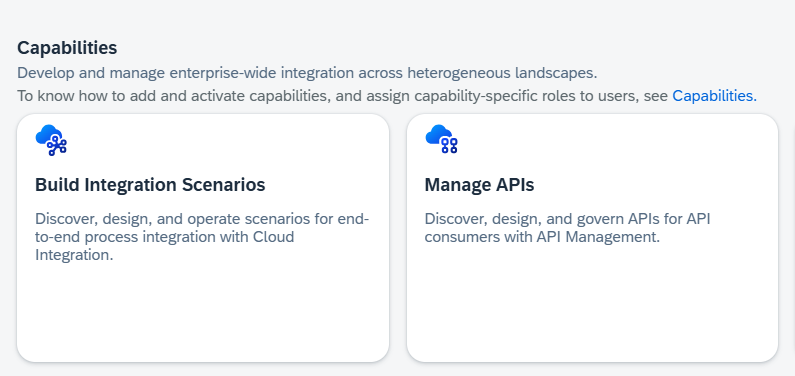 Capabilities
Develop and manage enterprise-wide integration across heterogeneous landscapes.
To know how to add and activate capabilities, and assign capability-specific roles to users, see Capabilities.
Build Integration Scenarios
Discover, design, and operate scenarios for end-
to-end process integration with Cloud
Integration.
Manage APIs
Discover, design, and govern APIs for API
consumers with API Management.